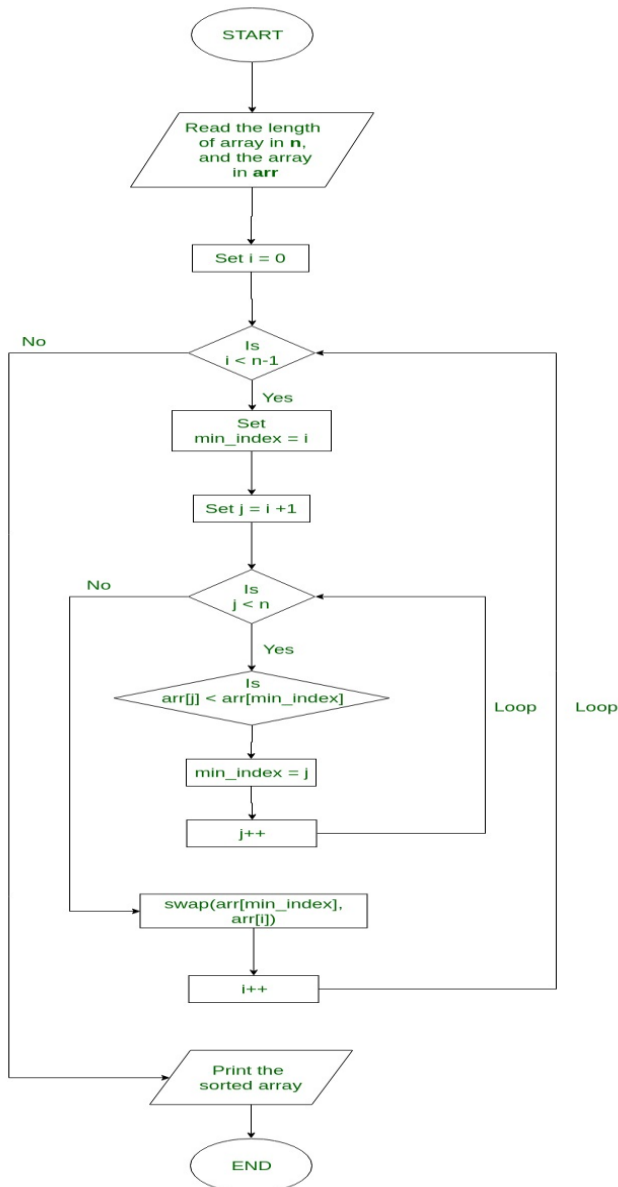 START
Read the length
of array in n,
and the array
in arr
Set i = 0
No
Is
i < n-1
Yes
Set
min_index = i
Set j = i +1
No
Is
j < n
Yes
Is
arr[j] < arr[min_index]
Loop
Loop
min_index = j
j++
swap(arr[min_index],
arr[i])
i++
Print the
sorted array
END